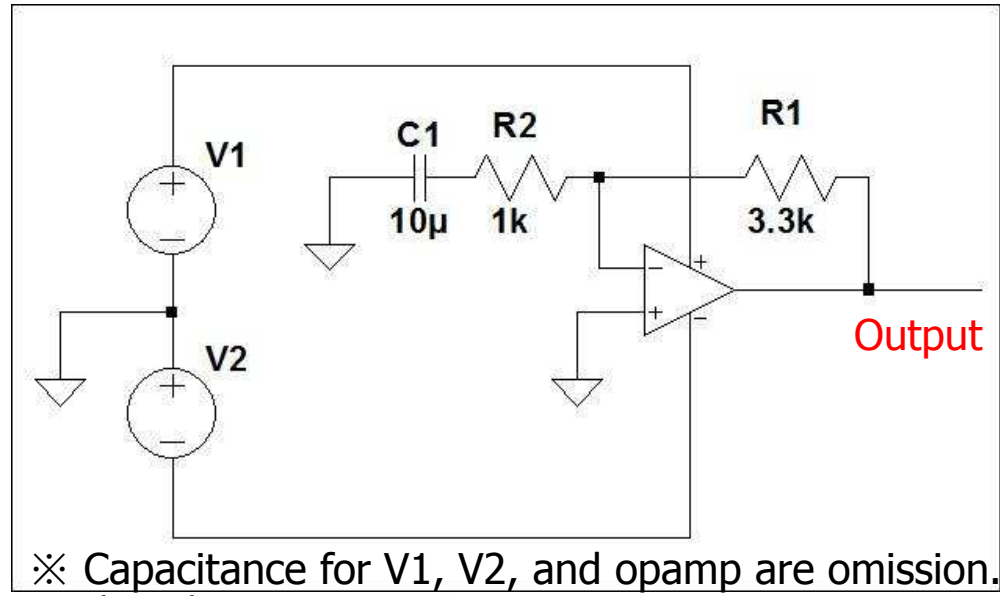 V1
C1
R2
R1
10µ
1k
3.3k
V2
Output
※ Capacitance for V1, V2, and opamp are omission.